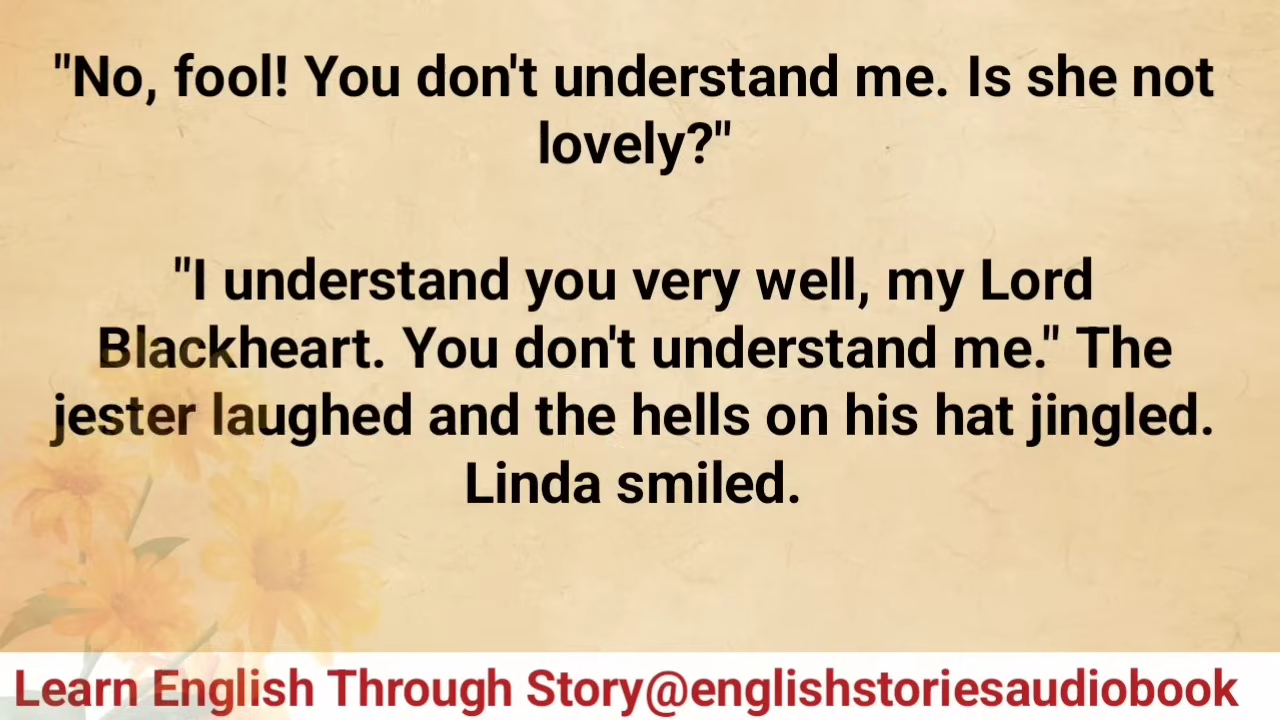 "No, fool! You don't understand me. Is she not
lovely?"
"I understand you very well, my Lord
Blackheart. You don't understand me." The
jester laughed and the hells on his hat jingled.
Linda smiled.
Learn English Through Story@englishstoriesaudiobook